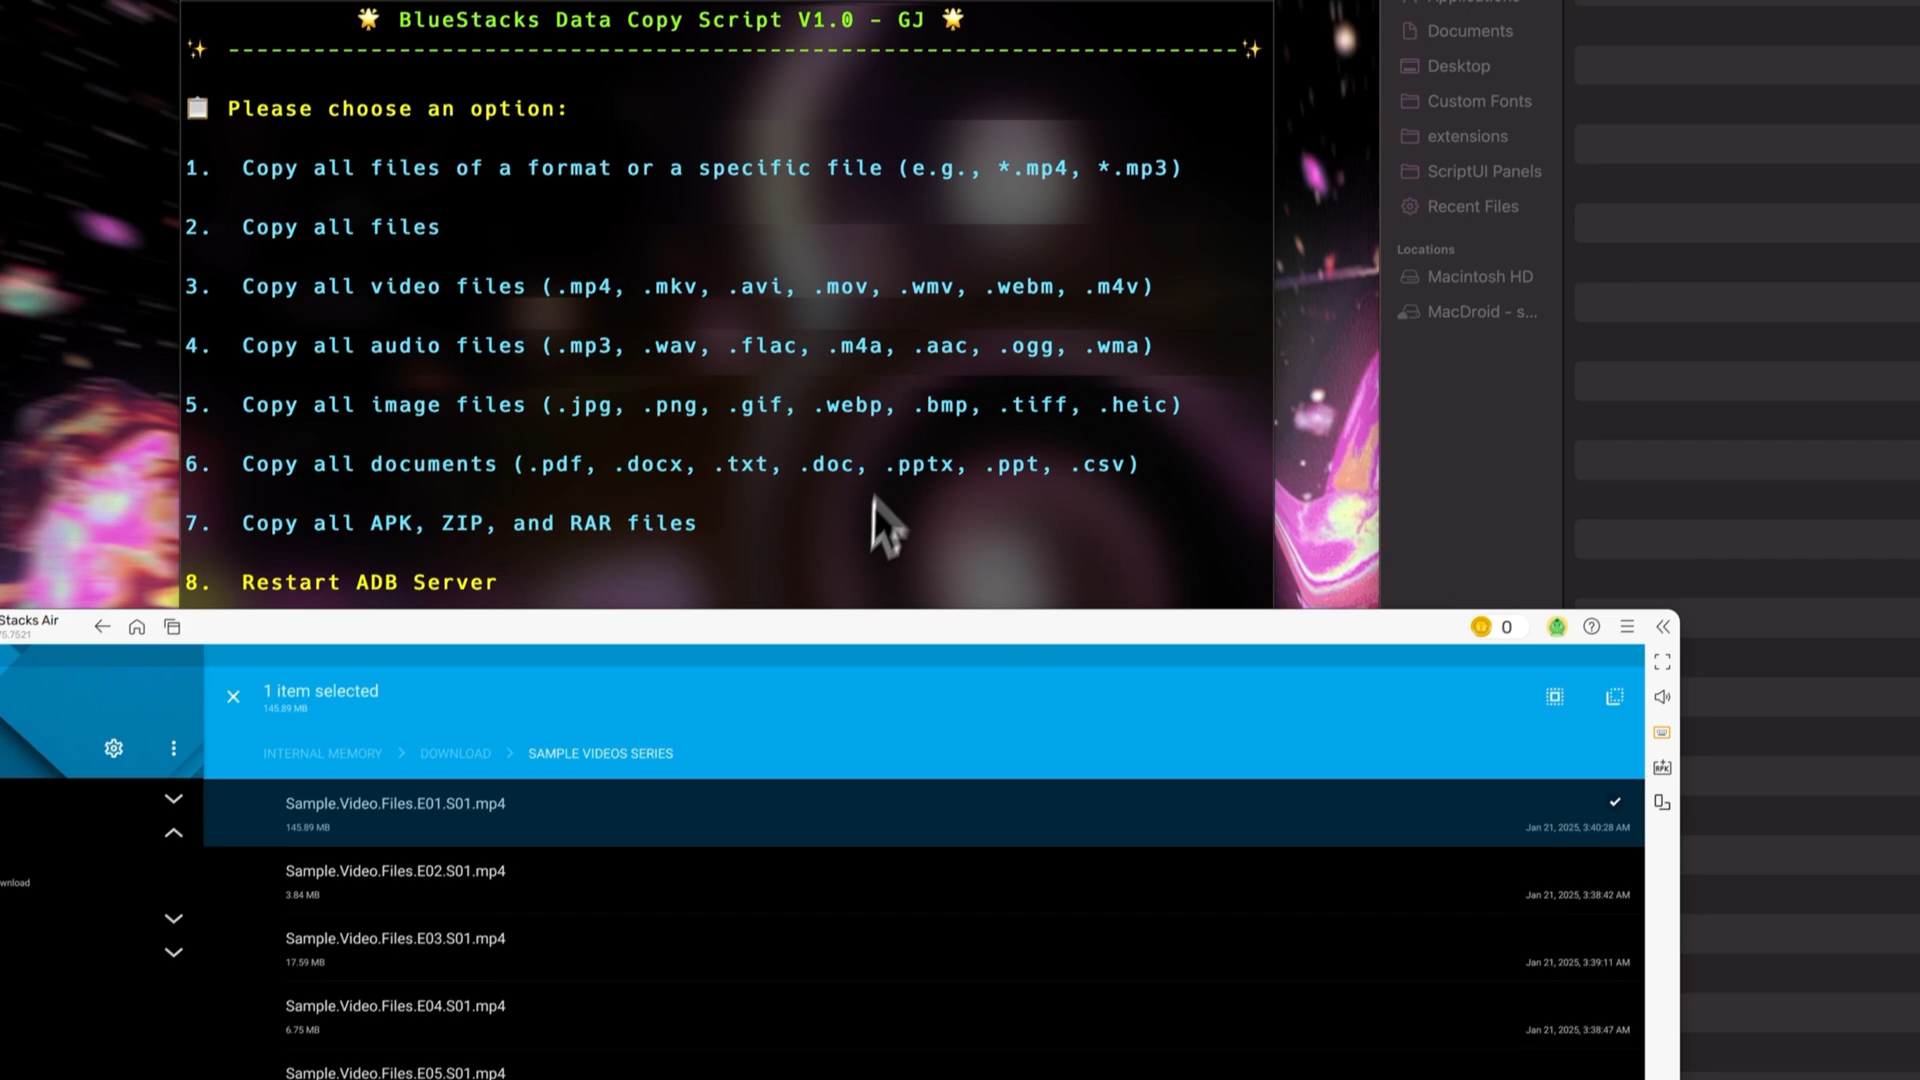 🌟 BlueStacks Data Copy Script V1.0 - GJ 🌟
✨ ----------------------------------------------------------------------- ✨
📋 Please choose an option:
1. Copy all files of a format or a specific file (e.g., *.mp4, *.mp3)
2. Copy all files
3. Copy all video files (.mp4, .mkv, .avi, .mov, .wmv, .webm, .m4v)
4. Copy all audio files (.mp3, .wav, .flac, .m4a, .aac, .ogg, .wma)
5. Copy all image files (.jpg, .png, .gif, .webp, .bmp, .tiff, .heic)
6. Copy all documents (.pdf, .docx, .txt, .doc, .pptx, .ppt, .csv)
7. Copy all APK, ZIP, and RAR files
8. Restart ADB Server
Applications
Documents
Desktop
Custom Fonts
extensions
ScriptUI Panels
Recent Files
Locations
Macintosh HD
MacDroid - s...
Stacks Air
75.7521
0
1 item selected
145.89 MB
INTERNAL MEMORY > DOWNLOAD > SAMPLE VIDEOS SERIES
APK
wnload
Sample.Video.Files.E01.S01.mp4
145.89 MB Jan 21, 2025, 3:40:28 AM
Sample.Video.Files.E02.S01.mp4
3.84 MB Jan 21, 2025, 3:38:42 AM
Sample.Video.Files.E03.S01.mp4
17.59 MB Jan 21, 2025, 3:39:11 AM
Sample.Video.Files.E04.S01.mp4
6.75 MB Jan 21, 2025, 3:38:47 AM
Sample.Video.Files.E05.S01.mp4